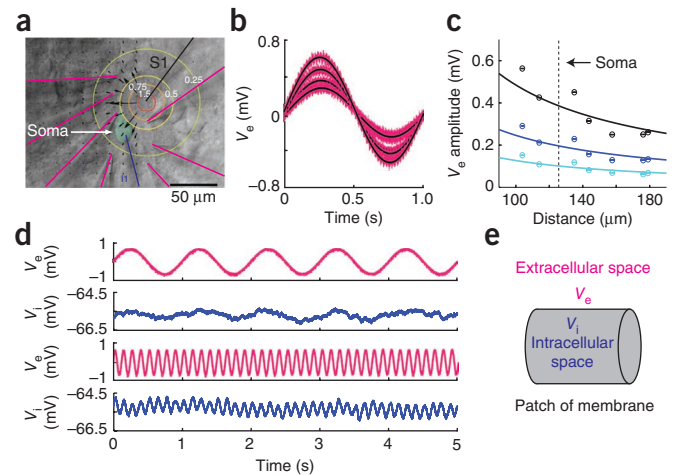 a
S1
0.25
0.75
1.5
0.5
Soma
I1
50 μm
b
0.8
0
−0.8
Ve (mV)
0
0.5
1.0
Time (s)
c
Soma
0.6
0.4
0.2
0
Ve amplitude (mV)
100
140
180
Distance (μm)
d
Ve (mV)
1
−1
Vi (mV)
−64.5
−66.5
Ve (mV)
1
−1
Vi (mV)
−64.5
−66.5
0
1
2
3
4
5
Time (s)
e
Extracellular space
Ve
Vi
Intracellular
space
Patch of membrane